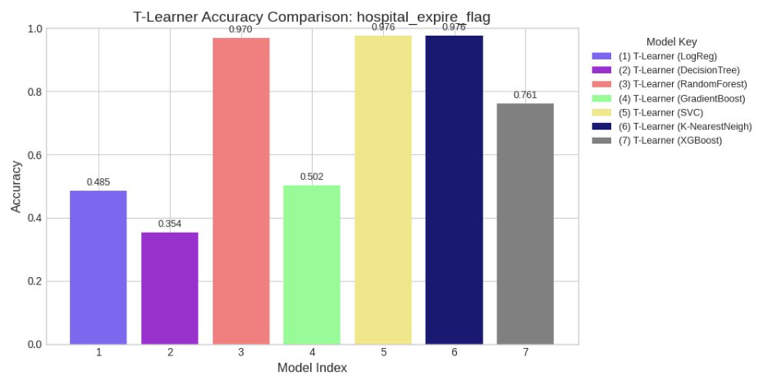 T-Learner Accuracy Comparison: hospital_expire_flag
Accuracy
1.0
0.8
0.6
0.4
0.2
0.0
0.485
0.354
0.970
0.502
0.976
0.976
0.761
1 2 3 4 5 6 7
Model Index
Model Key
(1) T-Learner (LogReg)
(2) T-Learner (DecisionTree)
(3) T-Learner (RandomForest)
(4) T-Learner (GradientBoost)
(5) T-Learner (SVC)
(6) T-Learner (K-NearestNeigh)
(7) T-Learner (XGBoost)